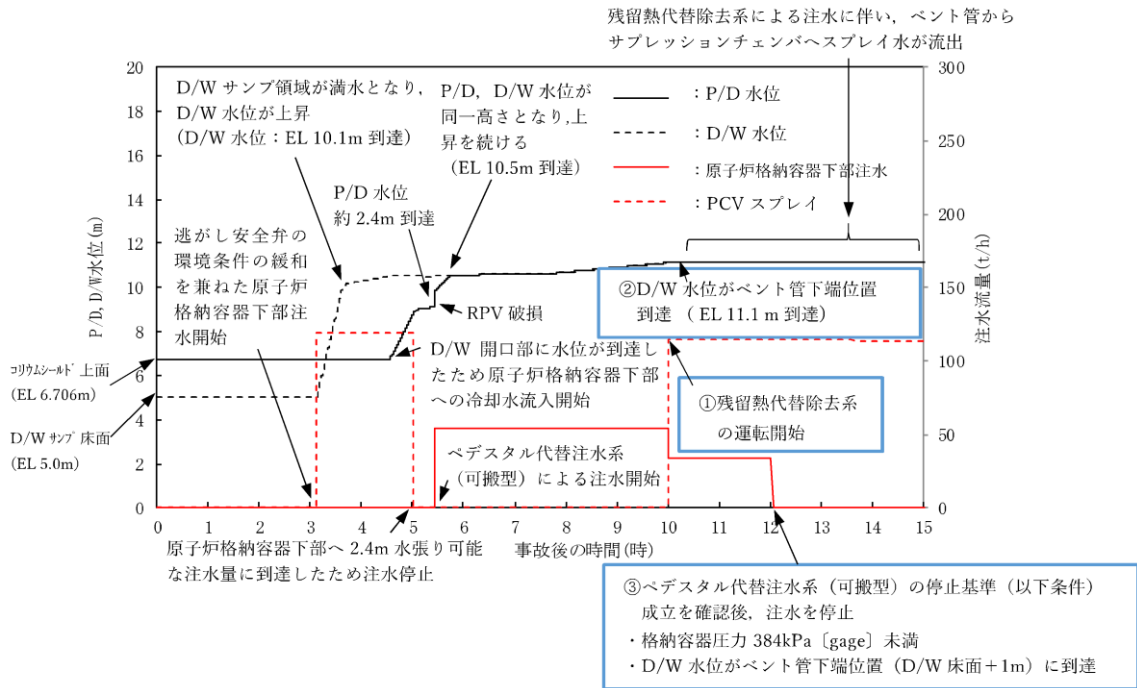 残留熱代替除去系による注水に伴い，ベント管から
サプレッションチェンバへスプレイ水が流出
D/W サンプ領域が満水となり，
D/W 水位が上昇
(D/W 水位：EL 10.1m 到達)
P/D，D/W 水位が
同一高さとなり,上
昇を続ける
(EL 10.5m 到達)
：P/D 水位
：D/W 水位
：原子炉格納容器下部注水
：PCV スプレイ
P/D 水位
約 2.4m 到達
逃がし安全弁の
環境条件の緩和
を兼ねた原子炉
格納容器下部注
水開始
RPV 破損
②D/W 水位がベント管下端位置
到達（ EL 11.1 m 到達）
D/W 開口部に水位が到達し
たため原子炉格納容器下部
への冷却水流入開始
①残留熱代替除去系
の運転開始
ペデスタル代替注水系
（可搬型）による注水開始
コリウムシールド 上面
(EL 6.706m)
D/W サンプ 床面
(EL 5.0m)
P/D, D/W水位(m)
20
18
16
14
12
10
8
6
4
2
0
注水流量(t/h)
300
250
200
150
100
50
0
0 1 2 3 4 5 6 7 8 9 10 11 12 13 14 15
事故後の時間(時)
原子炉格納容器下部へ 2.4m 水張り可能
な注水量に到達したため注水停止
③ペデスタル代替注水系（可搬型）の停止基準（以下条件）
成立を確認後，注水を停止
・格納容器圧力 384kPa〔gage〕未満
・D/W 水位がベント管下端位置（D/W 床面＋1m）に到達